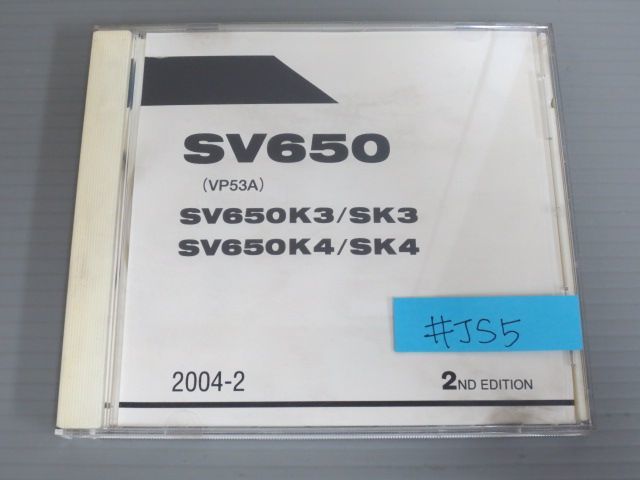 SV650
(VP53A)
SV650K3/SK3
SV650K4/SK4
#JS5
2004-2
2ND EDITION